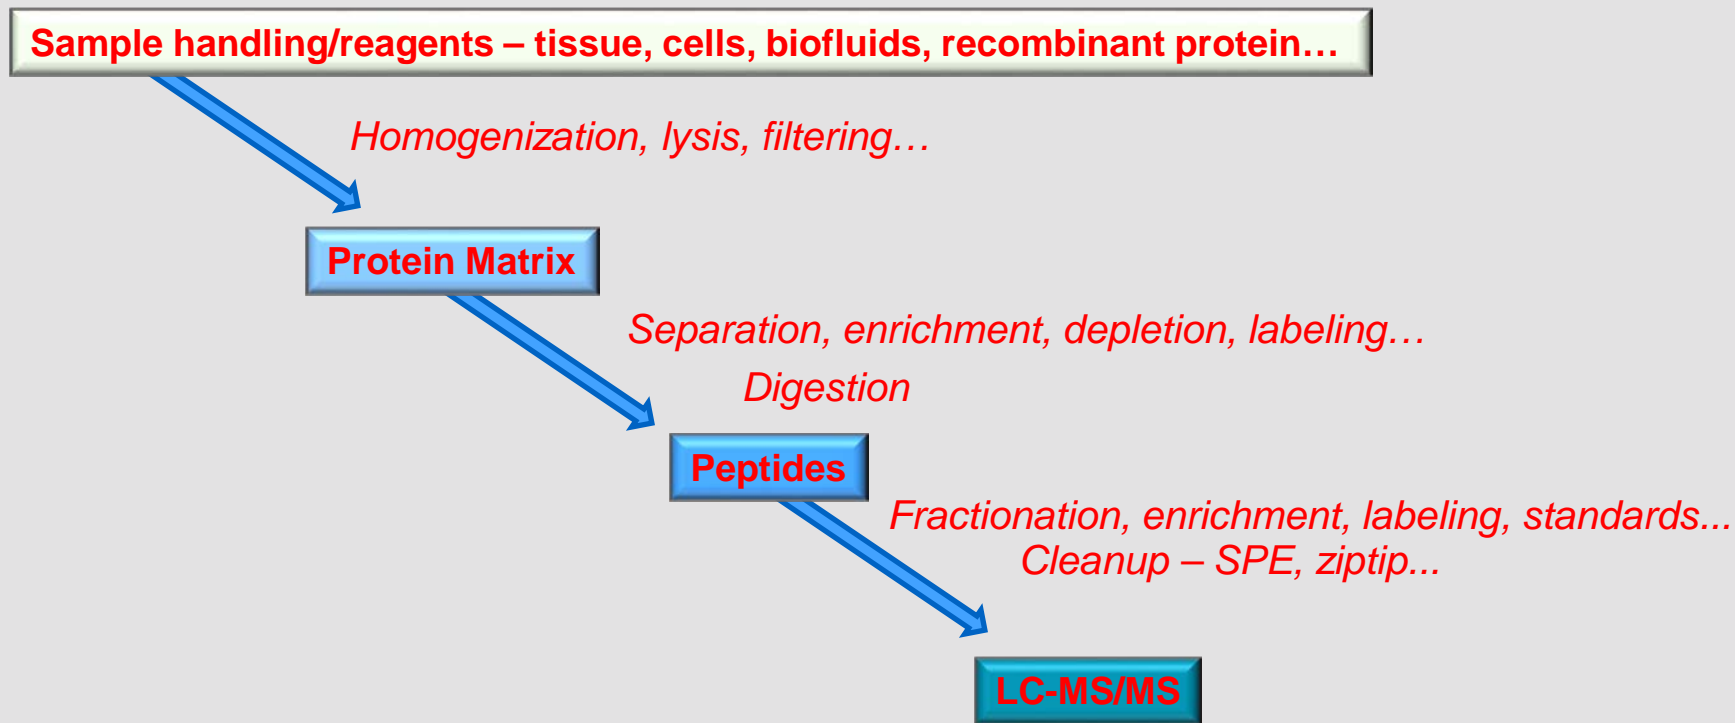 Sample handling/reagents – tissue, cells, biofluids, recombinant protein…
Homogenization, lysis, filtering…
Protein Matrix
Separation, enrichment, depletion, labeling…
Digestion
Peptides
Fractionation, enrichment, labeling, standards...
Cleanup – SPE, ziptip...
LC-MS/MS